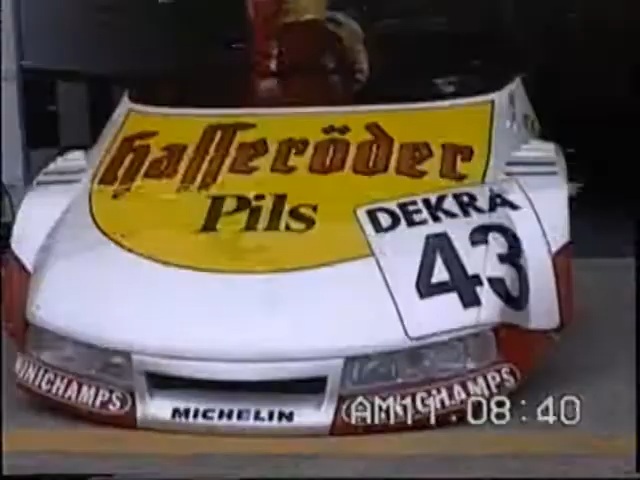 Hasseröder
Pils
DEKRA
43
MINICHAMPS
MICHELIN
MINICHAMPS
AM11:08:40